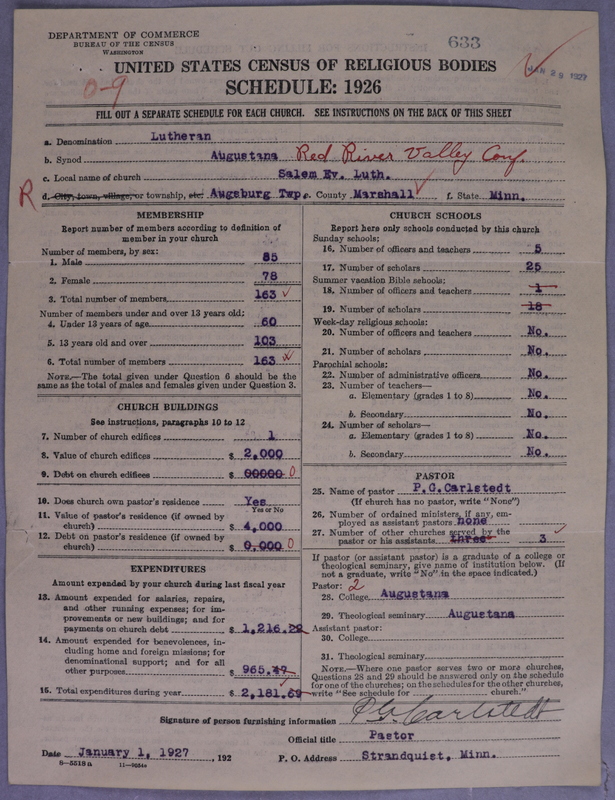 DEPARTMENT OF COMMERCE
BUREAU OF THE CENSUS
WASHINGTON
633
JAN 29 1927
UNITED STATES CENSUS OF RELIGIOUS BODIES
0-9
SCHEDULE: 1926
FILL OUT A SEPARATE SCHEDULE FOR EACH CHURCH. SEE INSTRUCTIONS ON THE BACK OF THIS SHEET
a. Denomination Lutheran
b. Synod Augustana Red River Valley Conf.
c. Local name of church Salem Ev. Luth.
R d. City, town, village, or township, etc. Augsburg Twp. e. County Marshall f. State Minn.
MEMBERSHIP
Report number of members according to definition of
member in your church
Number of members, by sex:
1. Male 85
2. Female 78
3. Total number of members 163
Number of members under and over 13 years old:
4. Under 13 years of age 60
5. 13 years old and over 103
6. Total number of members 163
NOTE.—The total given under Question 6 should be the
same as the total of males and females given under Question 3.
CHURCH BUILDINGS
See instructions, paragraphs 10 to 12
7. Number of church edifices 1
8. Value of church edifices $ 2,000
9. Debt on church edifices $ 00000 0
10. Does church own pastor's residence Yes
Yes or No
11. Value of pastor's residence (if owned by
church) $ 4,000
12. Debt on pastor's residence (if owned by
church) $ 0,000 0
EXPENDITURES
Amount expended by your church during last fiscal year
13. Amount expended for salaries, repairs,
and other running expenses; for im-
provements or new buildings; and for
payments on church debt $ 1,216.22
14. Amount expended for benevolences, in-
cluding home and foreign missions; for
denominational support; and for all
other purposes $ 965.47
15. Total expenditures during year $ 2,181.69
CHURCH SCHOOLS
Report here only schools conducted by this church
Sunday schools:
16. Number of officers and teachers 5
17. Number of scholars 25
Summer vacation Bible schools:
18. Number of officers and teachers 1
19. Number of scholars 18
Week-day religious schools:
20. Number of officers and teachers No.
21. Number of scholars No.
Parochial schools:
22. Number of administrative officers No.
23. Number of teachers—
a. Elementary (grades 1 to 8) No.
b. Secondary No.
24. Number of scholars—
a. Elementary (grades 1 to 8) No.
b. Secondary No.
PASTOR
25. Name of pastor P.G.Carlstedt
(If church has no pastor, write "None")
26. Number of ordained ministers, if any, em-
ployed as assistant pastors none
27. Number of other churches served by the
pastor or his assistants three 3
If pastor (or assistant pastor) is a graduate of a college or
theological seminary, give name of institution below. (If
not a graduate, write "No" in the space indicated.)
Pastor: 2
28. College Augustana
29. Theological seminary Augustana
Assistant pastor:
30. College
31. Theological seminary
NOTE.—Where one pastor serves two or more churches,
Questions 28 and 29 should be answered only on the schedule
for one of the churches; on the schedules for the other churches,
write "See schedule for church."
Signature of person furnishing information P.G. Carlstedt
Official title Pastor
Date January 1, 1927, 192 P. O. Address Strandquist, Minn.
8-5518a